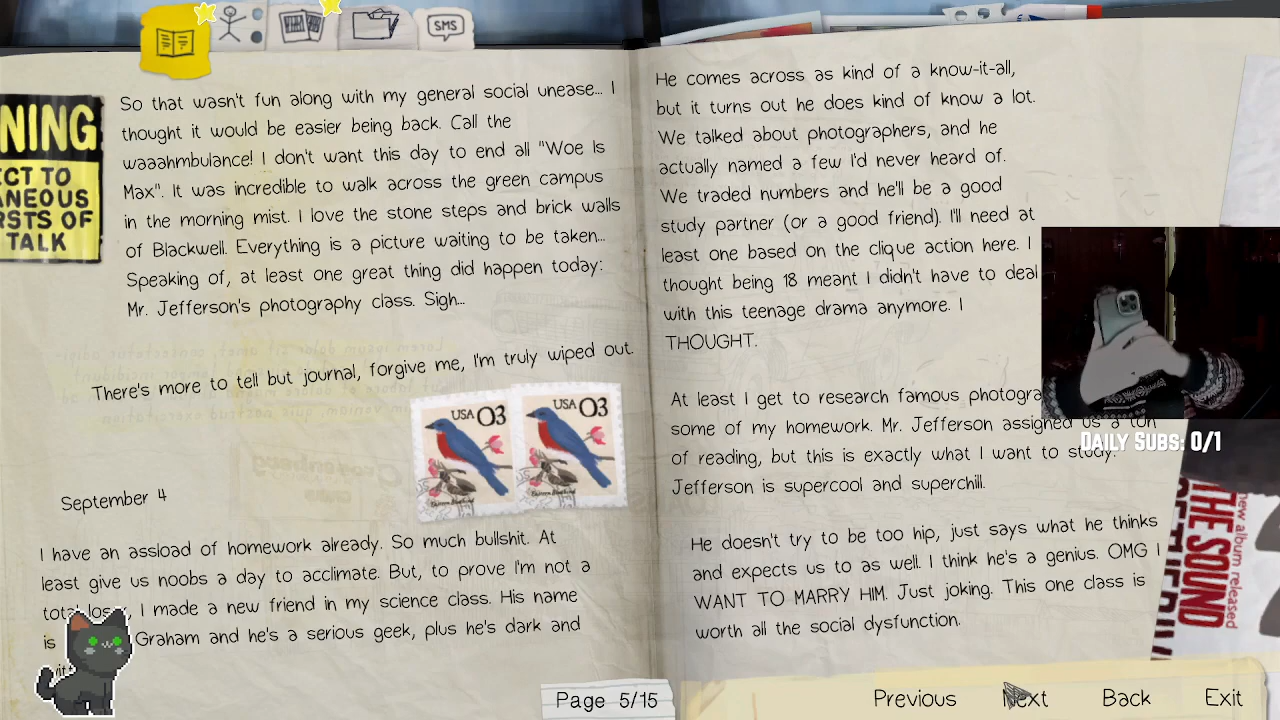 SMS
NING
ECT TO
ANEOUS
RSTS OF
TALK
So that wasn't fun along with my general social unease... I
thought it would be easier being back. Call the
waaahmbulance! I don't want this day to end all "Woe Is
Max". It was incredible to walk across the green campus
in the morning mist. I love the stone steps and brick walls
of Blackwell. Everything is a picture waiting to be taken...
Speaking of, at least one great thing did happen today:
Mr. Jefferson's photography class. Sigh...
There's more to tell but journal, forgive me, I'm truly wiped out.
USA 03
USA 03
September 4
I have an assload of homework already. So much bullshit. At
least give us noobs a day to acclimate. But, to prove I'm not a
total loser, I made a new friend in my science class. His name
is Graham and he's a serious geek, plus he's dark and
He comes across as kind of a know-it-all,
but it turns out he does kind of know a lot.
We talked about photographers, and he
actually named a few I'd never heard of.
We traded numbers and he'll be a good
study partner (or a good friend). I'll need at
least one based on the clique action here. I
thought being 18 meant I didn't have to deal
with this teenage drama anymore. I
THOUGHT.
At least I get to research famous photogra
some of my homework. Mr. Jefferson assigned us a ton
of reading, but this is exactly what I want to study.
Jefferson is supercool and superchill.
He doesn't try to be too hip, just says what he thinks
and expects us to as well. I think he's a genius. OMG I
WANT TO MARRY HIM. Just joking. This one class is
worth all the social dysfunction.
DAILY SUBS: 0/1
new album released
THE SOUND
Page 5/15
Previous
Next
Back
Exit